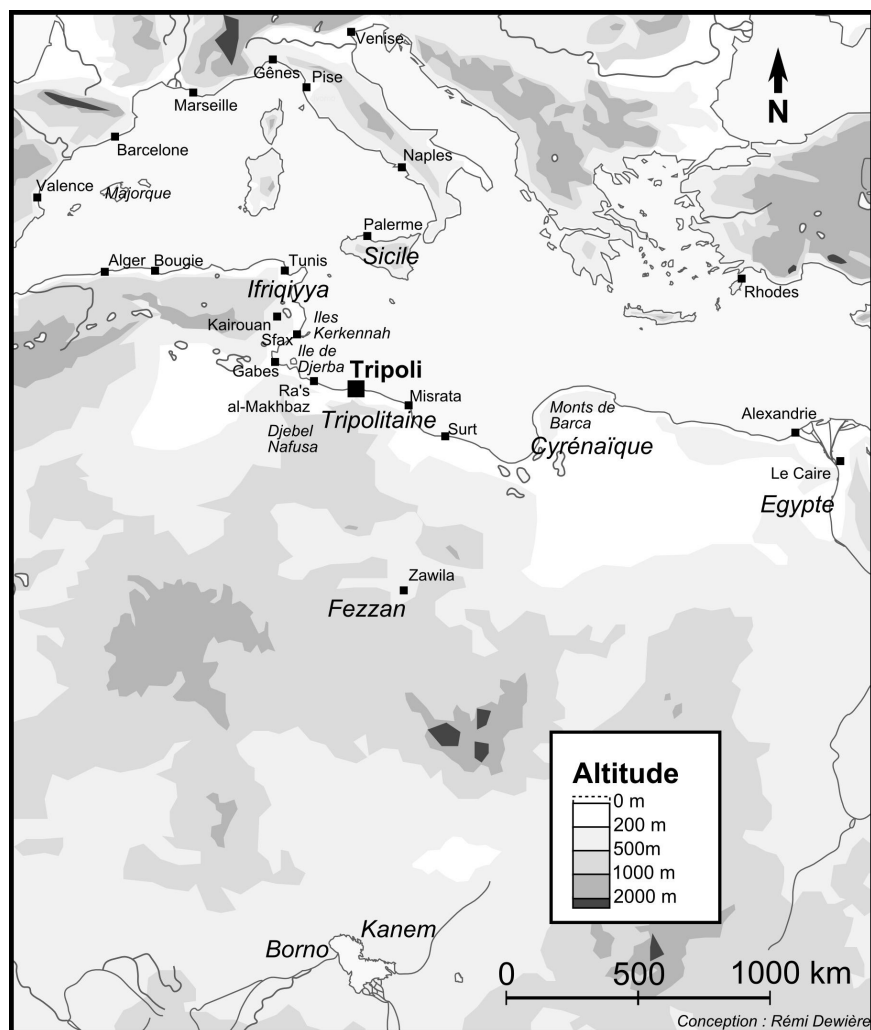 Venise
Gênes
Pise
Marseille
N
Barcelone
Naples
Valence
Majorque
Palerme
Sicile
Alger
Bougie
Tunis
Ifriqiyya
Rhodes
Kairouan
Iles
Kerkennah
Sfax
Ile de
Djerba
Gabes
Tripoli
Ra's
al-Makhbaz
Misrata
Tripolitaine
Monts de
Barca
Alexandrie
Djebel
Nafusa
Surt
Cyrénaïque
Le Caire
Egypte
Zawila
Fezzan
Altitude
0 m
200 m
500m
1000 m
2000 m
Kanem
Borno
0 500 1000 km
Conception : Rémi Dewière